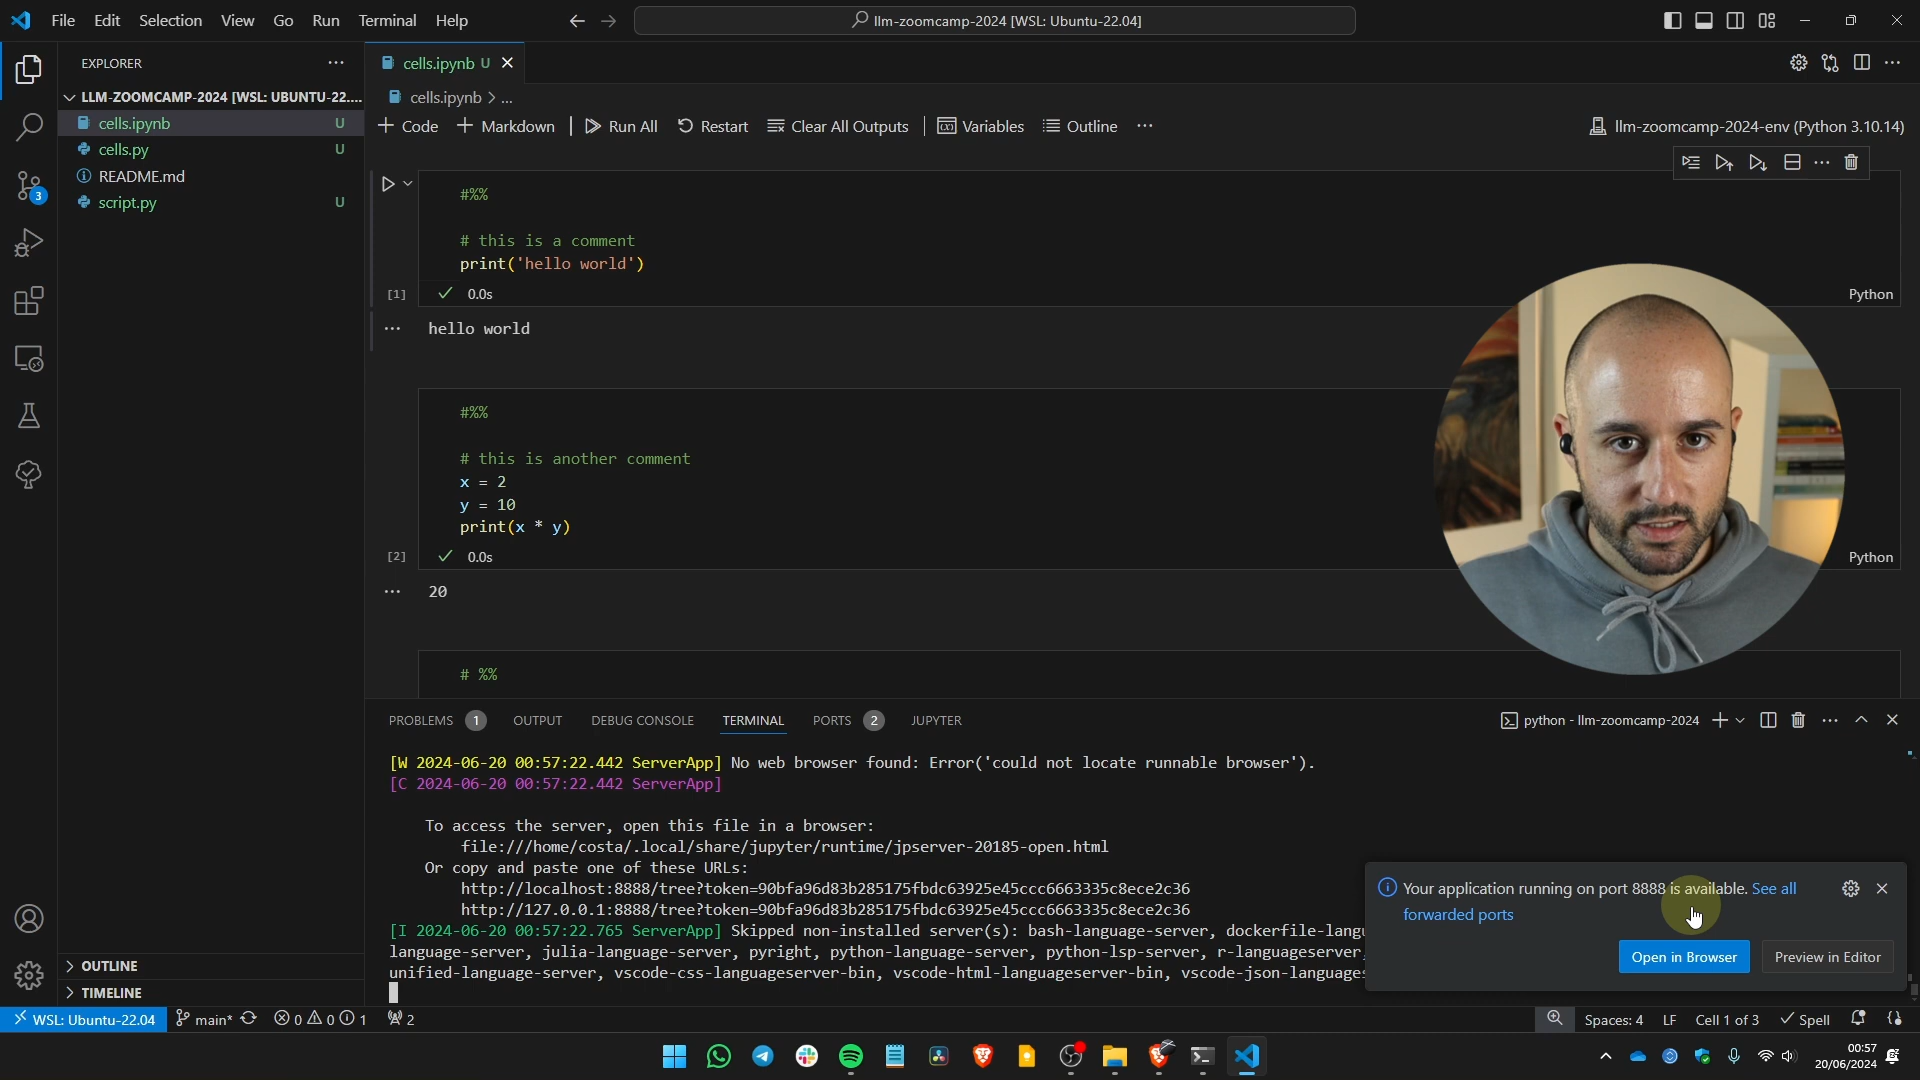 File Edit Selection View Go Run Terminal Help
llm-zoomcamp-2024 [WSL: Ubuntu-22.04]
EXPLORER
LLM-ZOOMCAMP-2024 [WSL: UBUNTU-22....
cells.ipynb U
cells.py U
README.md
script.py U
3
OUTLINE
TIMELINE
cells.ipynb U
cells.ipynb > ...
Code Markdown Run All Restart Clear All Outputs Variables Outline ...
llm-zoomcamp-2024-env (Python 3.10.14)
#%%
# this is a comment
print('hello world')
[1] 0.0s Python
hello world
#%%
# this is another comment
x = 2
y = 10
print(x * y)
[2] 0.0s Python
20
# %%
PROBLEMS 1 OUTPUT DEBUG CONSOLE TERMINAL PORTS 2 JUPYTER
python - llm-zoomcamp-2024
[W 2024-06-20 00:57:22.442 ServerApp] No web browser found: Error('could not locate runnable browser').
[C 2024-06-20 00:57:22.442 ServerApp]
To access the server, open this file in a browser:
file:///home/costa/.local/share/jupyter/runtime/jpserver-20185-open.html
Or copy and paste one of these URLs:
http://localhost:8888/tree?token=90bfa96d83b285175fbdc63925e45ccc6663335c8ece2c36
http://127.0.0.1:8888/tree?token=90bfa96d83b285175fbdc63925e45ccc6663335c8ece2c36
[I 2024-06-20 00:57:22.765 ServerApp] Skipped non-installed server(s): bash-language-server, dockerfile-langu
language-server, julia-language-server, pyright, python-language-server, python-lsp-server, r-languageserver,
unified-language-server, vscode-css-languageserver-bin, vscode-html-languageserver-bin, vscode-json-languages
Your application running on port 8888 is available. See all
forwarded ports
Open in Browser Preview in Editor
WSL: Ubuntu-22.04 main* 0 0 1 2
Spaces: 4 LF Cell 1 of 3 Spell
00:57
20/06/2024